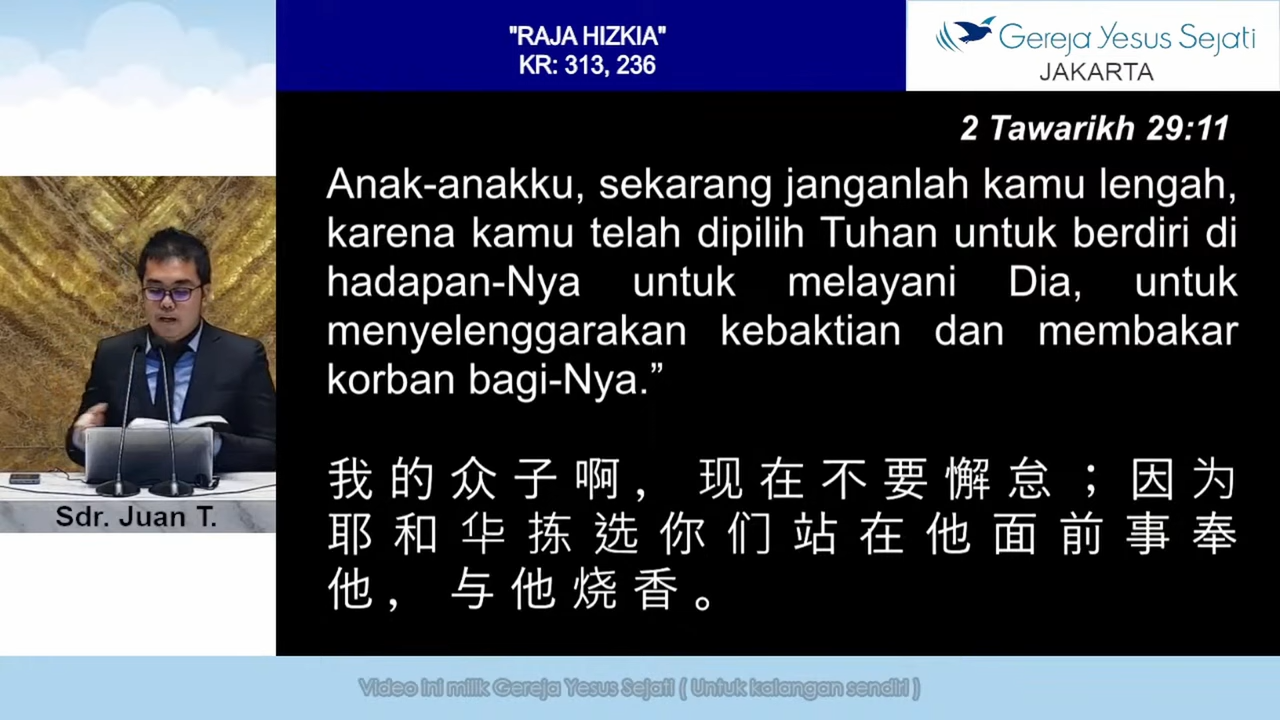 "RAJA HIZKIA"
KR: 313, 236
Gereja Yesus Sejati
JAKARTA
2 Tawarikh 29:11
Anak-anakku, sekarang janganlah kamu lengah,
karena kamu telah dipilih Tuhan untuk berdiri di
hadapan-Nya untuk melayani Dia, untuk
menyelenggarakan kebaktian dan membakar
korban bagi-Nya.”
我的众子啊，现在不要懈怠；因为
耶和华拣选你们站在他面前事奉
他，与他烧香。
Sdr. Juan T.
Video ini milik Gereja Yesus Sejati ( Untuk kalangan sendiri )